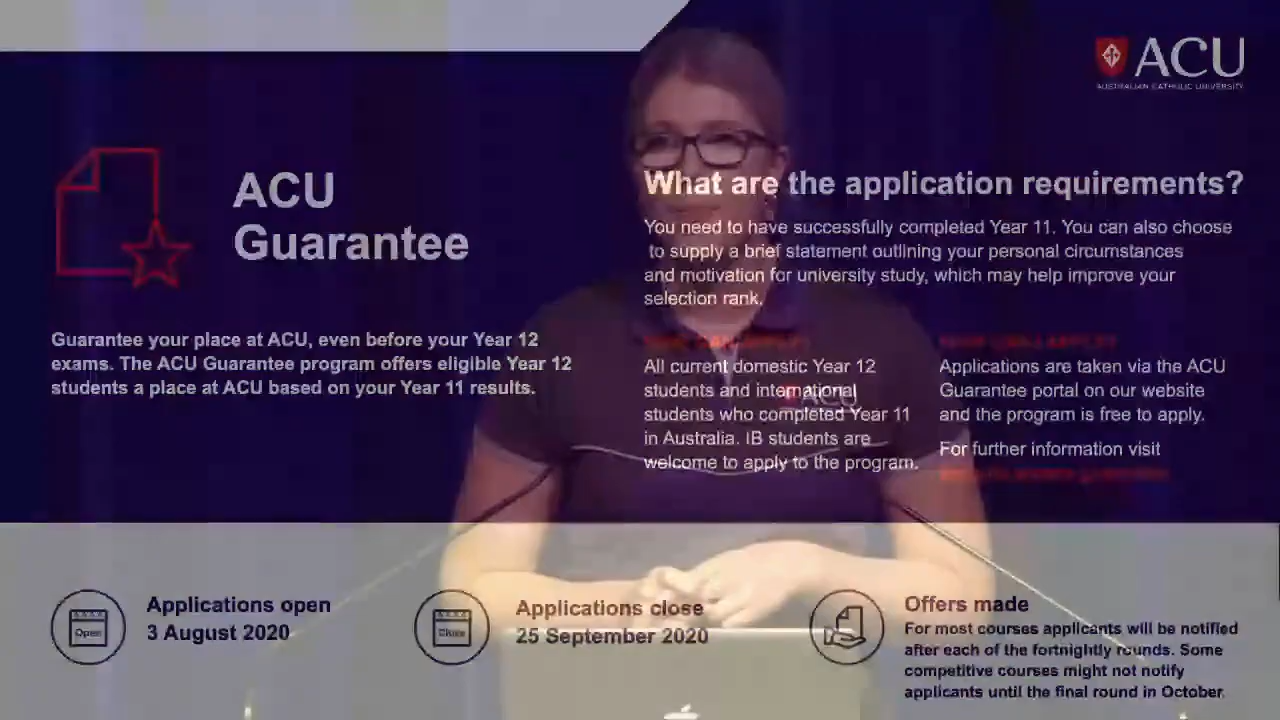 ACU
AUSTRALIAN CATHOLIC UNIVERSITY
ACU
Guarantee
Guarantee your place at ACU, even before your Year 12
exams. The ACU Guarantee program offers eligible Year 12
students a place at ACU based on your Year 11 results.
What are the application requirements?
You need to have successfully completed Year 11. You can also choose
to supply a brief statement outlining your personal circumstances
and motivation for university study, which may help improve your
selection rank.
All current domestic Year 12
students and international
students who completed Year 11
in Australia. IB students are
welcome to apply to the program.
ACU
Applications are taken via the ACU
Guarantee portal on our website
and the program is free to apply.
For further information visit
Open
Applications open
3 August 2020
Close
Applications close
25 September 2020
Offers made
For most courses applicants will be notified
after each of the fortnightly rounds. Some
competitive courses might not notify
applicants until the final round in October.